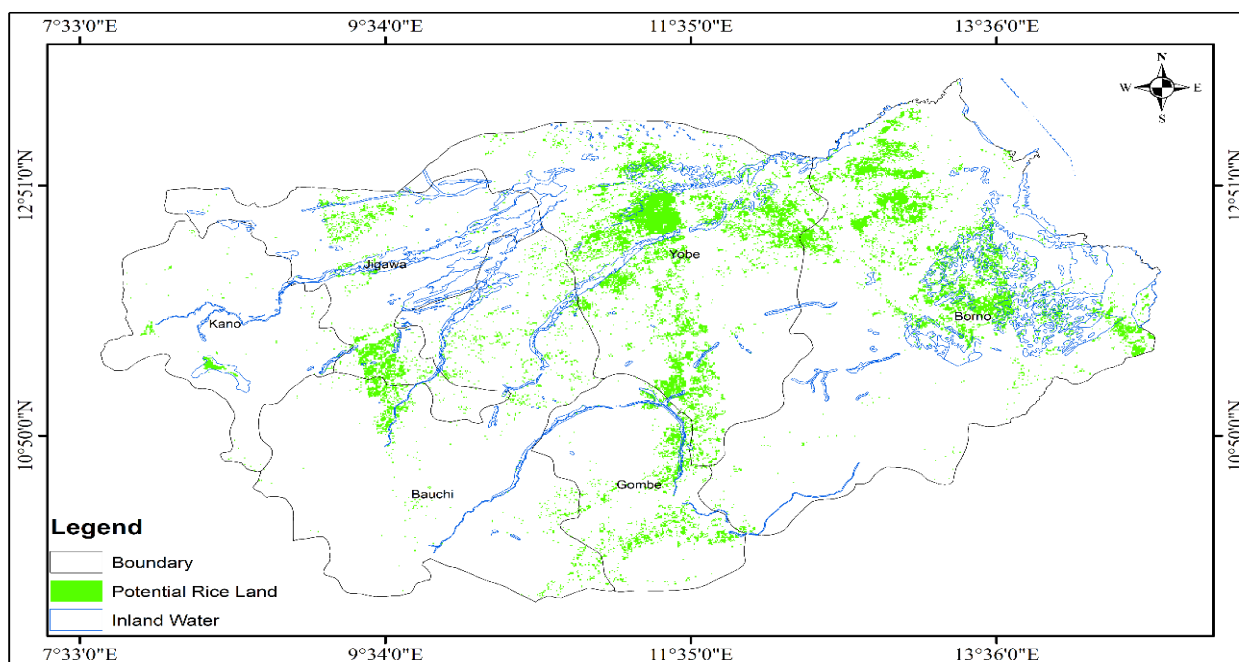 7°33'0"E 9°34'0"E 11°35'0"E 13°36'0"E
N
W E
S
12°51'0"N 12°51'0"N
Jigawa
Yobe
Kano
Borno
10°50'0"N 10°50'0"N
Bauchi
Gombe
Legend
Boundary
Potential Rice Land
Inland Water
7°33'0"E 9°34'0"E 11°35'0"E 13°36'0"E